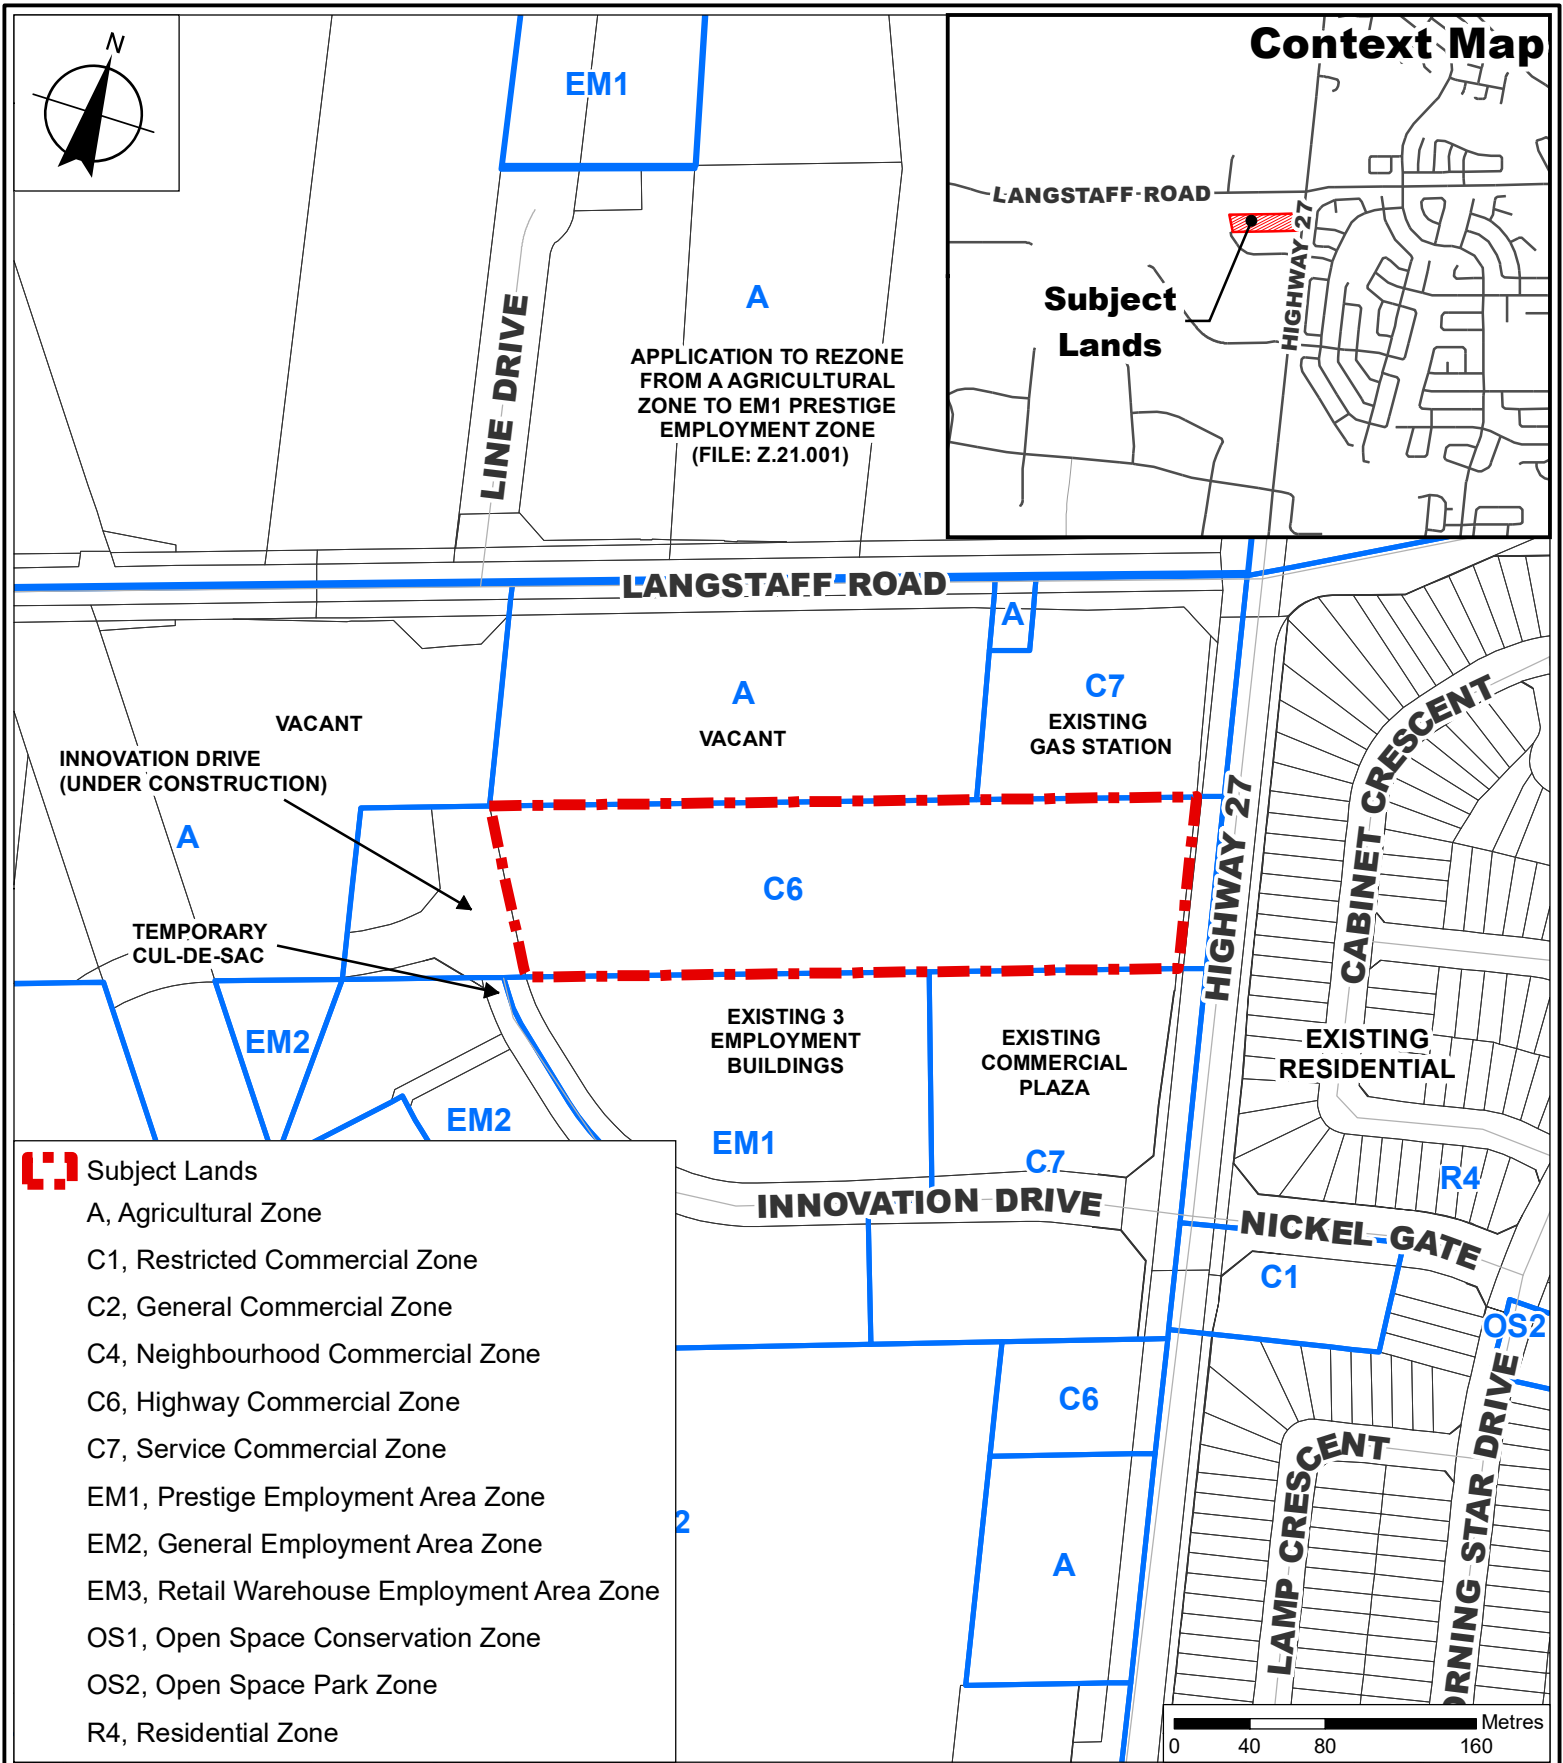 N
Context Map
LANGSTAFF ROAD
HIGHWAY 27
Subject
Lands
EM1
LINE DRIVE
A
APPLICATION TO REZONE
FROM A AGRICULTURAL
ZONE TO EM1 PRESTIGE
EMPLOYMENT ZONE
(FILE: Z.21.001)
LANGSTAFF ROAD
A
A
VACANT
C7
EXISTING
GAS STATION
VACANT
INNOVATION DRIVE
(UNDER CONSTRUCTION)
A
C6
HIGHWAY 27
CABINET CRESCENT
TEMPORARY
CUL-DE-SAC
EM2
EM2
EXISTING 3
EMPLOYMENT
BUILDINGS
EM1
EXISTING
COMMERCIAL
PLAZA
C7
EXISTING
RESIDENTIAL
R4
INNOVATION DRIVE
NICKEL GATE
C1
OS2
C6
2
A
LAMP CRESCENT
ORNING STAR DRIVE
Subject Lands
A, Agricultural Zone
C1, Restricted Commercial Zone
C2, General Commercial Zone
C4, Neighbourhood Commercial Zone
C6, Highway Commercial Zone
C7, Service Commercial Zone
EM1, Prestige Employment Area Zone
EM2, General Employment Area Zone
EM3, Retail Warehouse Employment Area Zone
OS1, Open Space Conservation Zone
OS2, Open Space Park Zone
R4, Residential Zone
Metres
0 40 80 160